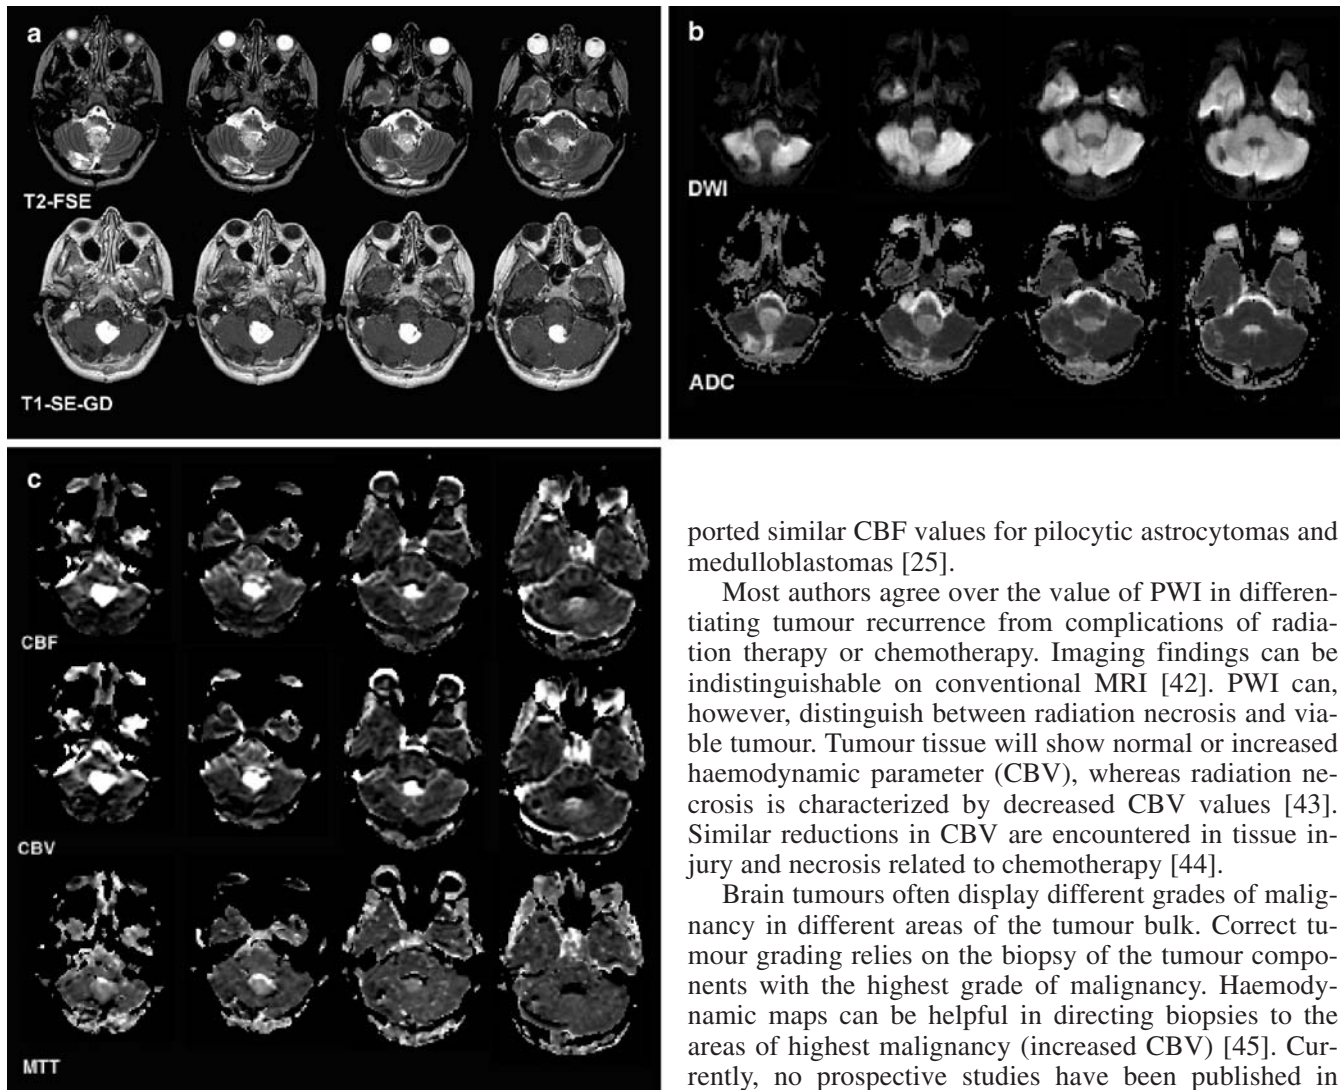 a
T2-FSE
T1-SE-GD
b
DWI
ADC
c
CBF
CBV
MTT
ported similar CBF values for pilocytic astrocytomas and
medulloblastomas [25].
Most authors agree over the value of PWI in differen-
tiating tumour recurrence from complications of radia-
tion therapy or chemotherapy. Imaging findings can be
indistinguishable on conventional MRI [42]. PWI can,
however, distinguish between radiation necrosis and via-
ble tumour. Tumour tissue will show normal or increased
haemodynamic parameter (CBV), whereas radiation ne-
crosis is characterized by decreased CBV values [43].
Similar reductions in CBV are encountered in tissue in-
jury and necrosis related to chemotherapy [44].
Brain tumours often display different grades of malig-
nancy in different areas of the tumour bulk. Correct tu-
mour grading relies on the biopsy of the tumour compo-
nents with the highest grade of malignancy. Haemody-
namic maps can be helpful in directing biopsies to the
areas of highest malignancy (increased CBV) [45]. Cur-
rently, no prospective studies have been published in